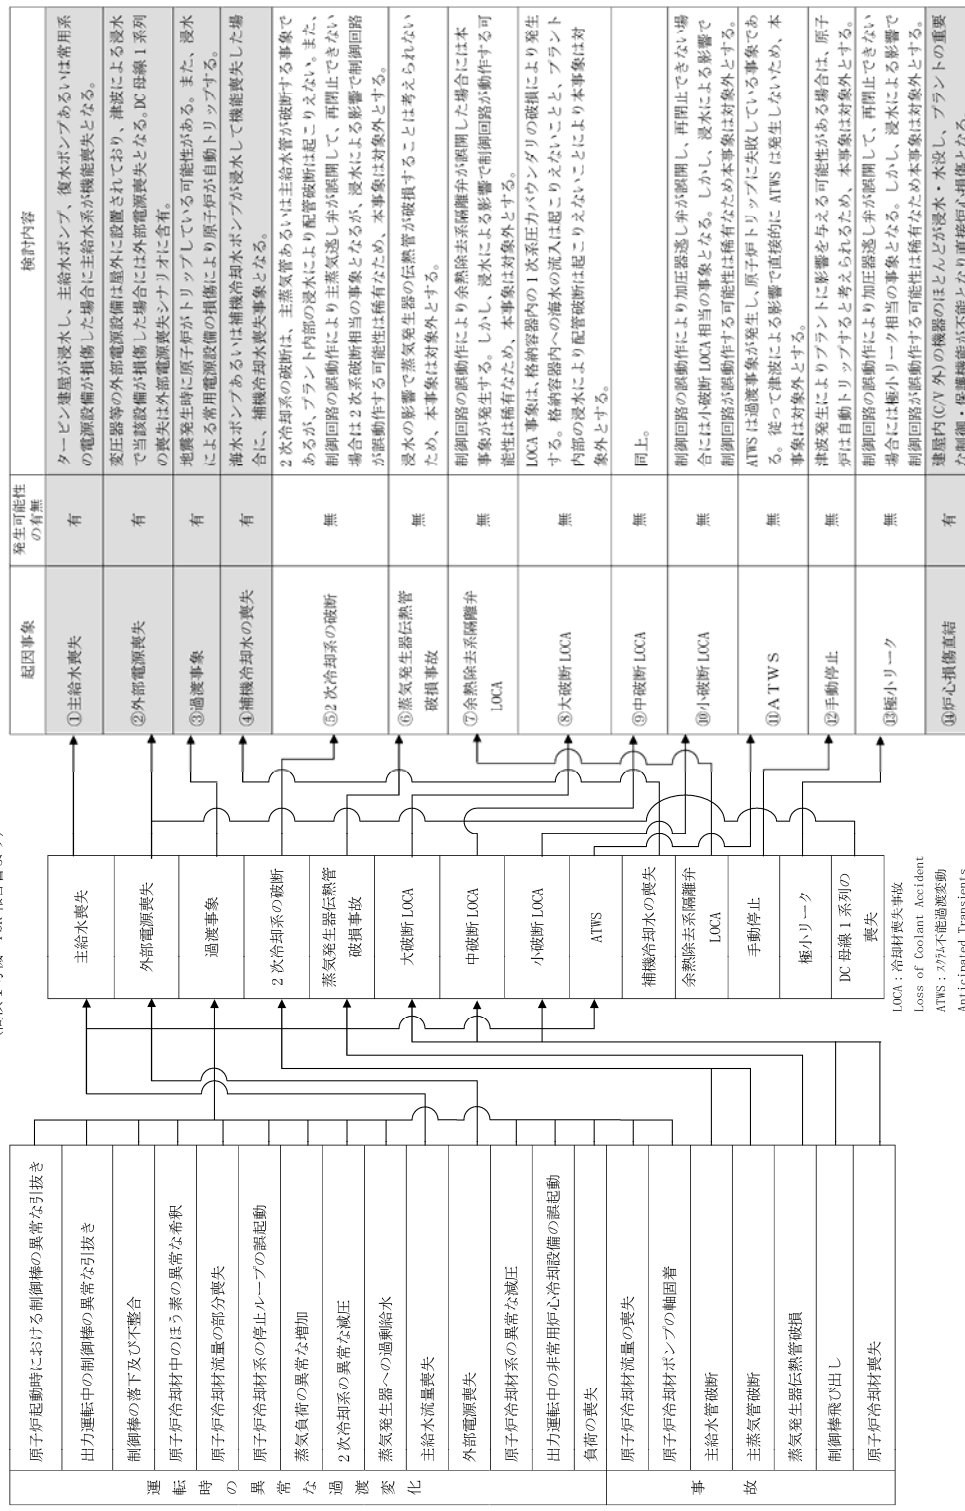 運転時の異常な過渡変化
原子炉起動時における制御棒の異常な引抜き
出力運転中の制御棒の異常な引抜き
制御棒の落下及び不整合
原子炉冷却材中のほう素の異常な希釈
原子炉冷却材流量の部分喪失
原子炉冷却材系の停止ループの誤起動
蒸気負荷の異常な増加
2次冷却系の異常な減圧
蒸気発生器への過剰給水
主給水流量喪失
外部電源喪失
原子炉冷却材系の異常な減圧
出力運転中の非常用炉心冷却設備の誤起動
負荷の喪失
事故
原子炉冷却材流量の喪失
原子炉冷却材ポンプの軸固着
主給水管破断
主蒸気管破断
蒸気発生器伝熱管破損
制御棒飛び出し
原子炉冷却材喪失
主給水喪失
外部電源喪失
過渡事象
2次冷却系の破断
蒸気発生器伝熱管
破損事故
大破断LOCA
中破断LOCA
小破断LOCA
ATWS
補機冷却水の喪失
余熱除去系隔離弁
LOCA
手動停止
極小リーク
DC母線1系列の
喪失
LOCA:冷却材喪失事故
Loss of Coolant Accident
ATWS:スクラム不能過渡変動
Anticipated Transients
起因事象
発生可能性
の有無
検討内容
①主給水喪失
有
タービン建屋が浸水し、主給水ポンプ、復水ポンプあるいは常用系
の電源設備が損傷した場合に主給水系が機能喪失となる。
②外部電源喪失
有
変圧器等の外部電源設備は屋外に設置されており、津波による浸水
で当該設備が損傷した場合には外部電源喪失となる。DC母線1系列
の喪失は外部電源喪失シナリオに含有。
③過渡事象
有
地震発生時に原子炉がトリップしている可能性がある。また、浸水
による常用電源設備の損傷により原子炉が自動トリップする。
④補機冷却水の喪失
有
海水ポンプあるいは補機冷却水ポンプが浸水して機能喪失した場
合に、補機冷却水喪失事象となる。
⑤2次冷却系の破断
無
2次冷却系の破断は、主蒸気管あるいは主給水管が破断する事象で
あるが、プラント内部の浸水により配管破断は起こりえない。また、
制御回路の誤動作により主蒸気逃し弁が誤開して、再閉止できない
場合は2次系破断相当の事象となるが、浸水による影響で制御回路
が誤動作する可能性は稀有なため、本事象は対象外とする。
⑥蒸気発生器伝熱管
破損事故
無
浸水の影響で蒸気発生器の伝熱管が破損することは考えられない
ため、本事象は対象外とする。
⑦余熱除去系隔離弁
LOCA
無
制御回路の誤動作により余熱除去系隔離弁が誤開した場合には本
事象が発生する。しかし、浸水による影響で制御回路が動作する可
能性は稀有なため、本事象は対象外とする。
⑧大破断LOCA
無
LOCA事象は、格納容器内の1次系圧力バウンダリの破損により発生
する。格納容器内への海水の流入は起こりえないことと、プラント
内部の浸水により配管破断は起こりえないことにより本事象は対
象外とする。
⑨中破断LOCA
無
同上。
⑩小破断LOCA
無
制御回路の誤動作により加圧器逃し弁が誤開し、再閉止できない場
合には小破断LOCA相当の事象となる。しかし、浸水による影響で
制御回路が誤動作する可能性は稀有なため本事象は対象外とする。
⑪ATWS
無
ATWSは過渡事象が発生し、原子炉トリップに失敗している事象であ
る。従って津波による影響で直接的にATWSは発生しないため、本
事象は対象外とする。
⑫手動停止
無
津波発生によりプラントに影響を与える可能性がある場合は、原子
炉は自動トリップすると考えられるため、本事象は対象外とする。
⑬極小リーク
無
制御回路の誤動作により加圧器逃し弁が誤開して、再閉止できない
場合には極小リーク相当の事象となる。しかし、浸水による影響で
制御回路が誤動作する可能性は稀有なため本事象は対象外とする。
⑭炉心損傷直結
有
建屋内(C/V外)の機器のほとんどが浸水・水没し、プラントの重要
な制御・保護機能が不能となり直接炉心損傷となる